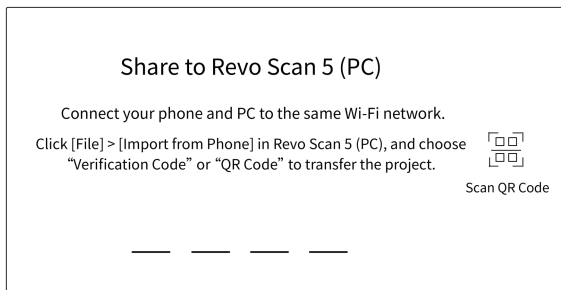 Share to Revo Scan 5 (PC)
Connect your phone and PC to the same Wi-Fi network.
Click [File] > [Import from Phone] in Revo Scan 5 (PC), and choose
“Verification Code” or “QR Code” to transfer the project.
Scan QR Code